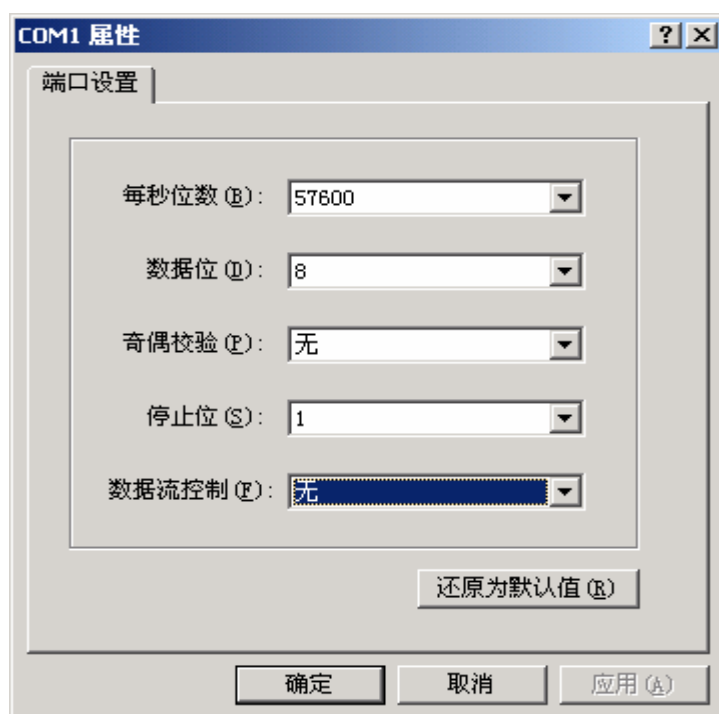 COM1 属性
端口设置
每秒位数(B): 57600
数据位(D): 8
奇偶校验(P): 无
停止位(S): 1
数据流控制(F): 无
还原为默认值(R)
确定 取消 应用(A)